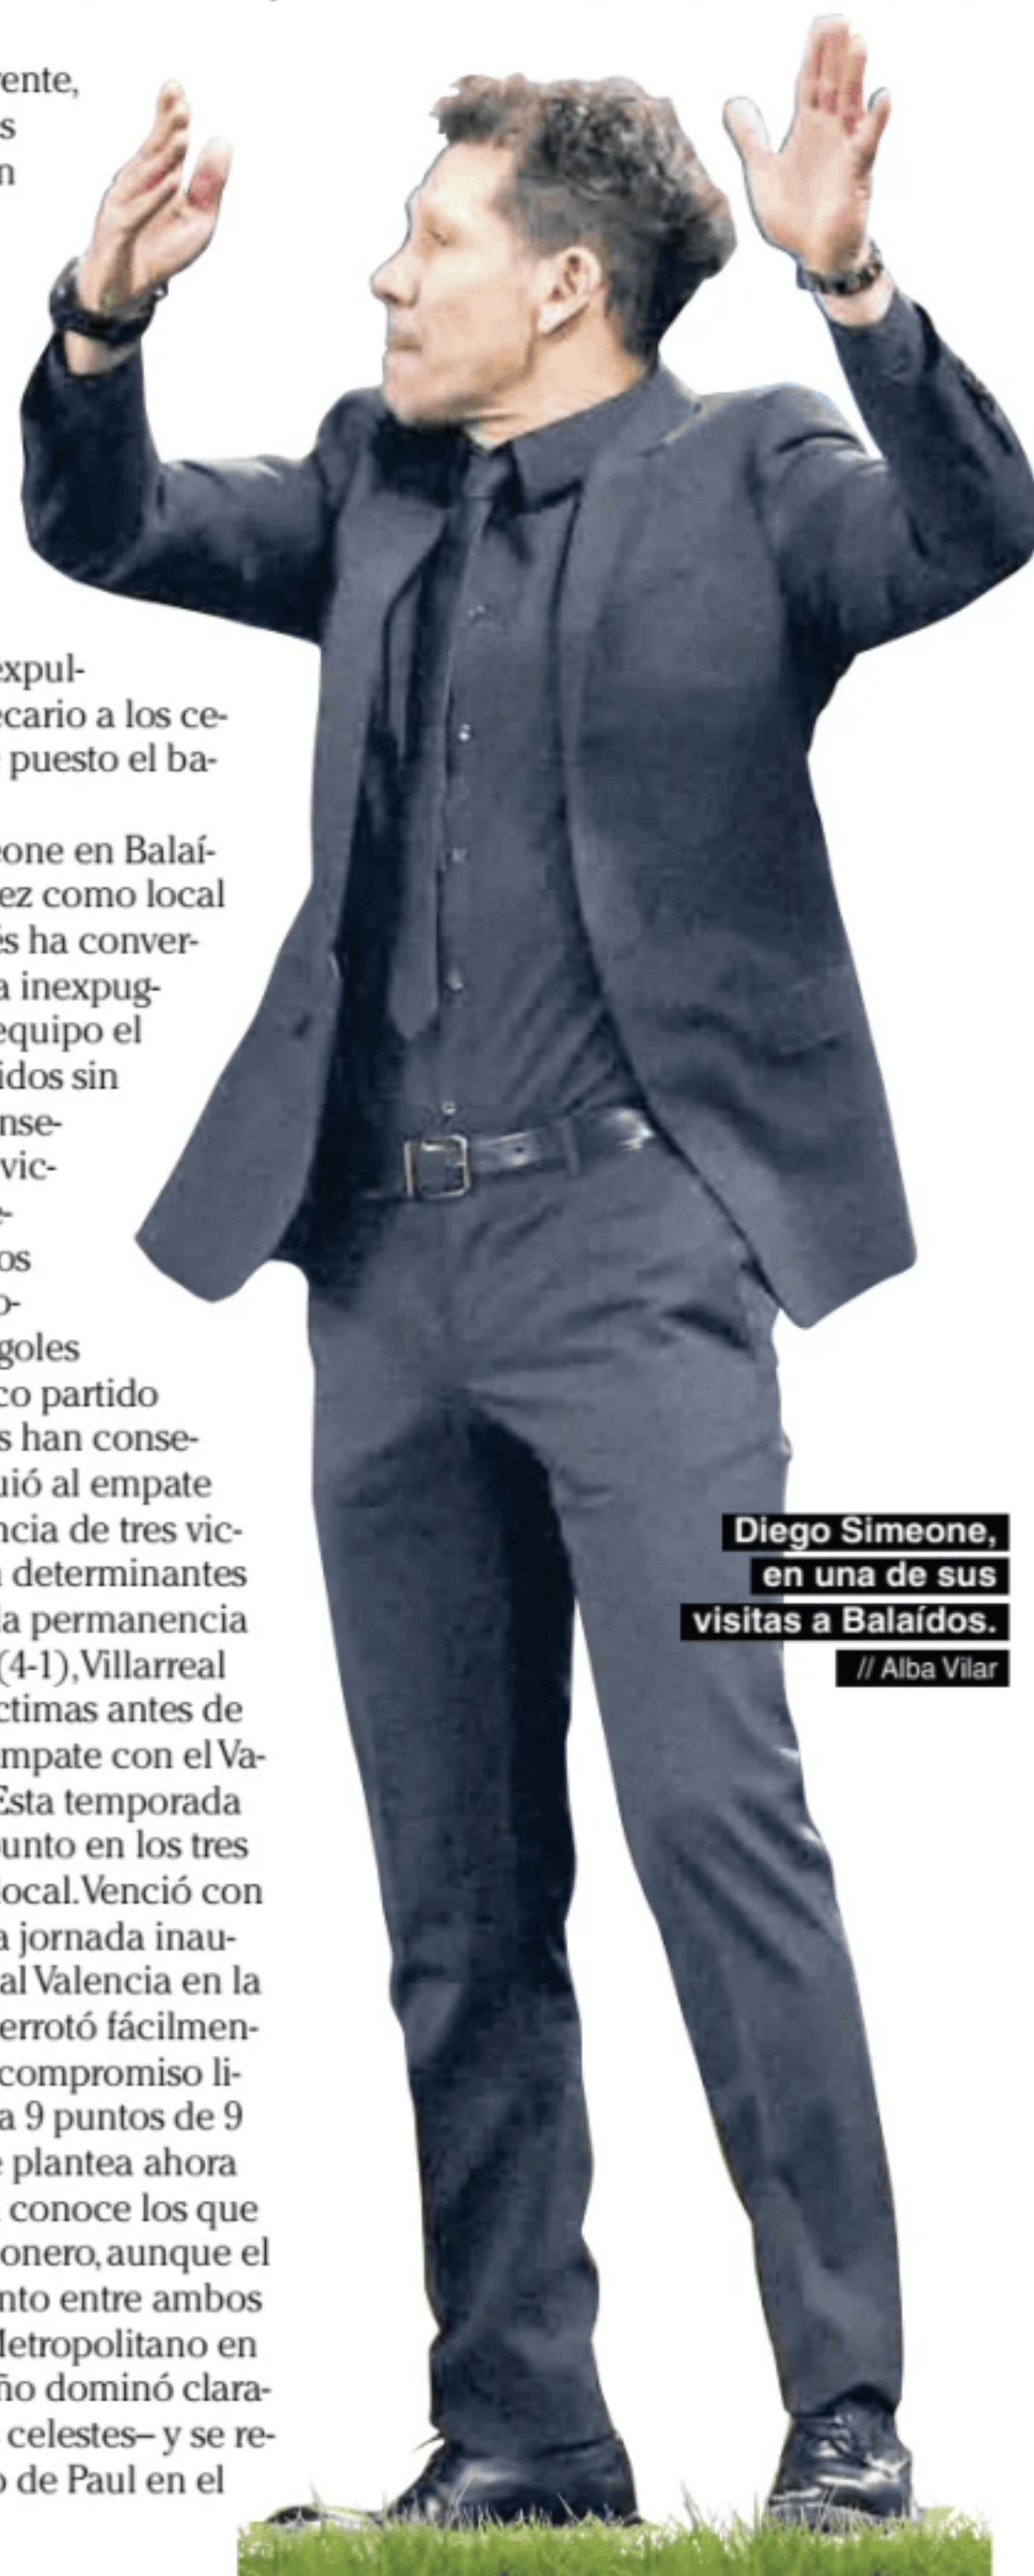 ente,
s
n
expul-
ecario a los ce-
puesto el ba-
eone en Balaí-
ez como local
és ha conver-
a inexpug-
equipo el
idos sin
nse-
vic-
e-
os
o-
goles
co partido
s han conse-
uió al empate
ncia de tres vic-
determinantes
la permanencia
(4-1), Villarreal
ctimas antes de
mpate con el Va-
Esta temporada
punto en los tres
local. Venció con
a jornada inau-
al Valencia en la
errotó fácilmen-
compromiso li-
a 9 puntos de 9
e plantea ahora
conoce los que
onero, aunque el
nto entre ambos
Metropolitano en
ño dominó clara-
celestes– y se re-
o de Paul en el
Diego Simeone,
en una de sus
visitas a Balaídos.
// Alba Vilar